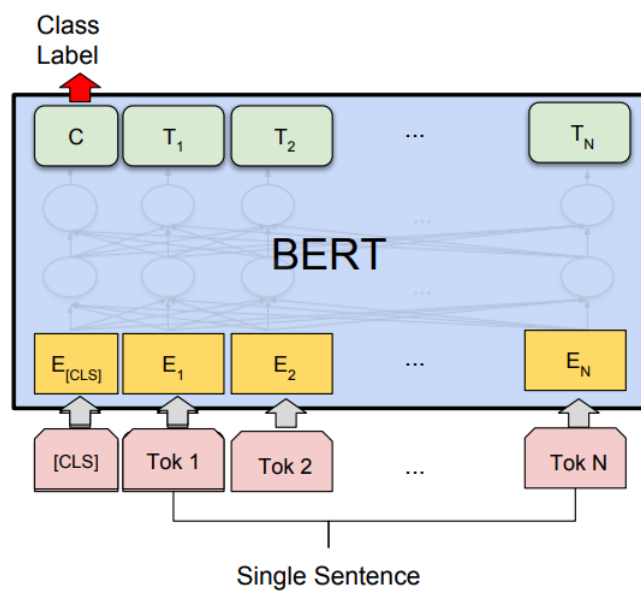 Class
Label
C T1 T2 ... TN
...
BERT
...
E[CLS] E1 E2 ... EN
[CLS] Tok 1 Tok 2 ... Tok N
Single Sentence